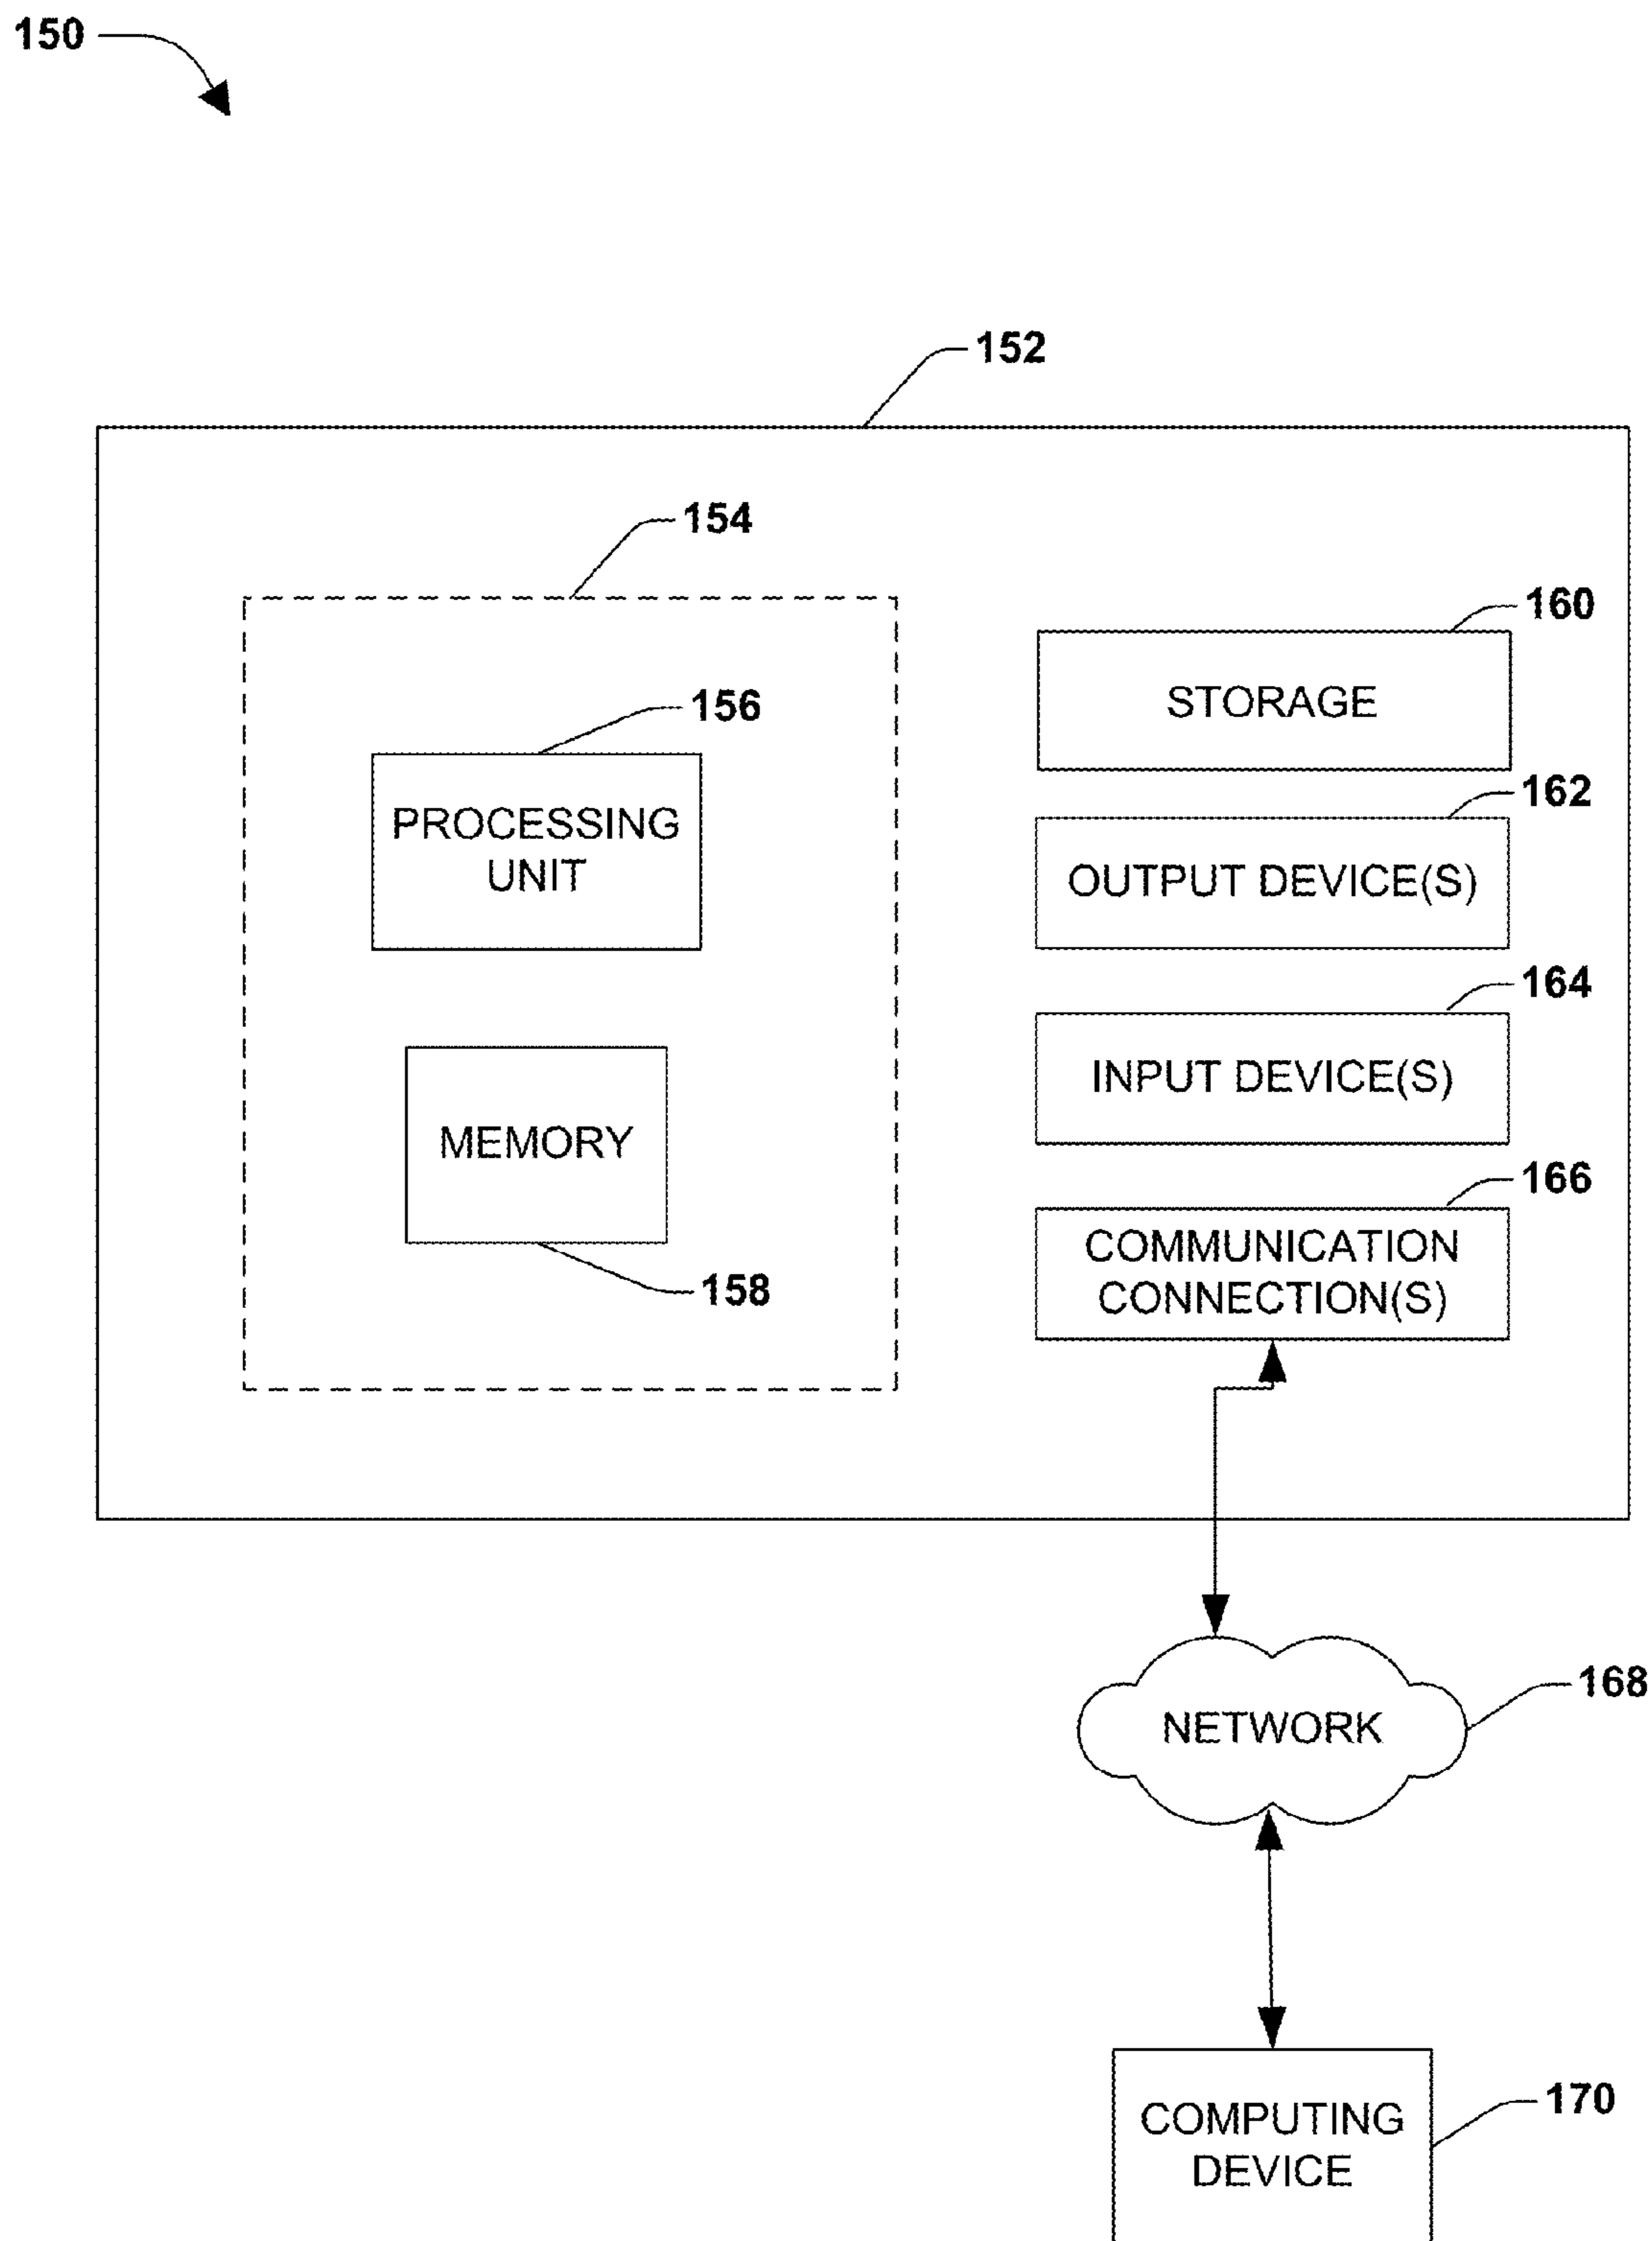 150
152
154
160
STORAGE
156
162
PROCESSING
UNIT
OUTPUT DEVICE(S)
164
INPUT DEVICE(S)
MEMORY
166
COMMUNICATION
CONNECTION(S)
158
168
NETWORK
170
COMPUTING
DEVICE